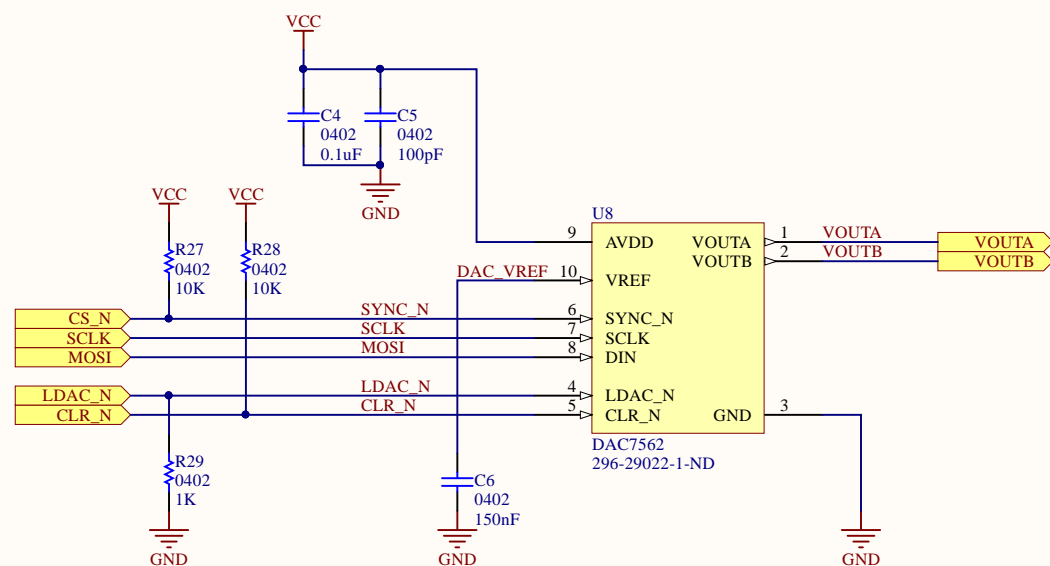 VCC
C4
0402
0.1uF
C5
0402
100pF
GND
VCC
VCC
R27
0402
10K
R28
0402
10K
U8
9 AVDD
VOUTA 1 VOUTA
VOUTA
VOUTB 2 VOUTB
VOUTB
DAC_VREF 10 VREF
CS_N
SYNC_N 6 SYNC_N
SCLK
SCLK 7 SCLK
MOSI
MOSI 8 DIN
LDAC_N
LDAC_N 4 LDAC_N
CLR_N
CLR_N 5 CLR_N
GND 3
DAC7562
296-29022-1-ND
R29
0402
1K
GND
C6
0402
150nF
GND
GND